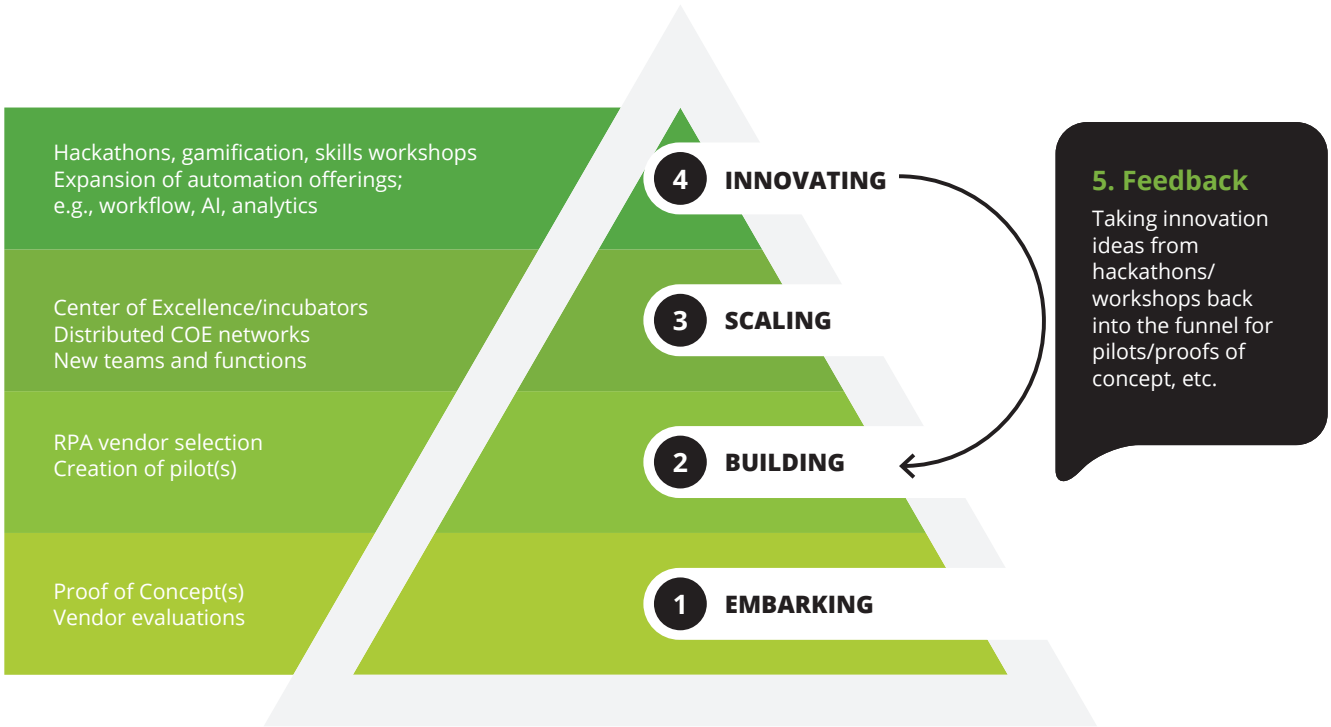 Hackathons, gamification, skills workshops
Expansion of automation offerings;
e.g., workflow, AI, analytics
4 INNOVATING
Center of Excellence/incubators
Distributed COE networks
New teams and functions
3 SCALING
RPA vendor selection
Creation of pilot(s)
2 BUILDING
Proof of Concept(s)
Vendor evaluations
1 EMBARKING
5. Feedback
Taking innovation
ideas from
hackathons/
workshops back
into the funnel for
pilots/proofs of
concept, etc.